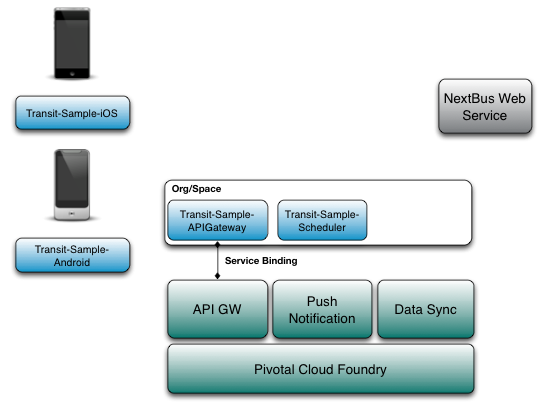 Transit-Sample-iOS
NextBus Web
Service
Org/Space
Transit-Sample-
APIGateway
Transit-Sample-
Scheduler
Transit-Sample-
Android
Service Binding
API GW
Push
Notification
Data Sync
Pivotal Cloud Foundry